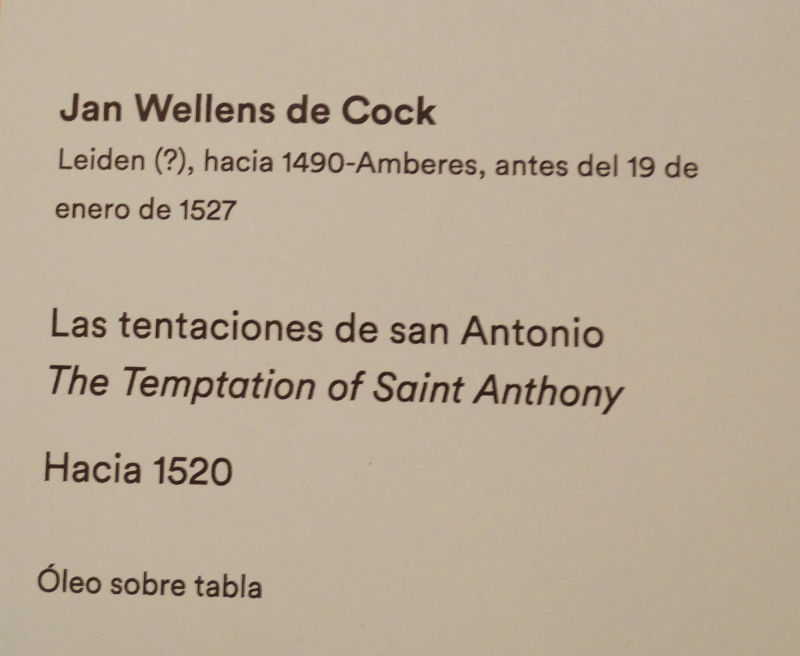 Jan Wellens de Cock
Leiden (?), hacia 1490-Amberes, antes del 19 de
enero de 1527
Las tentaciones de san Antonio
The Temptation of Saint Anthony
Hacia 1520
Óleo sobre tabla